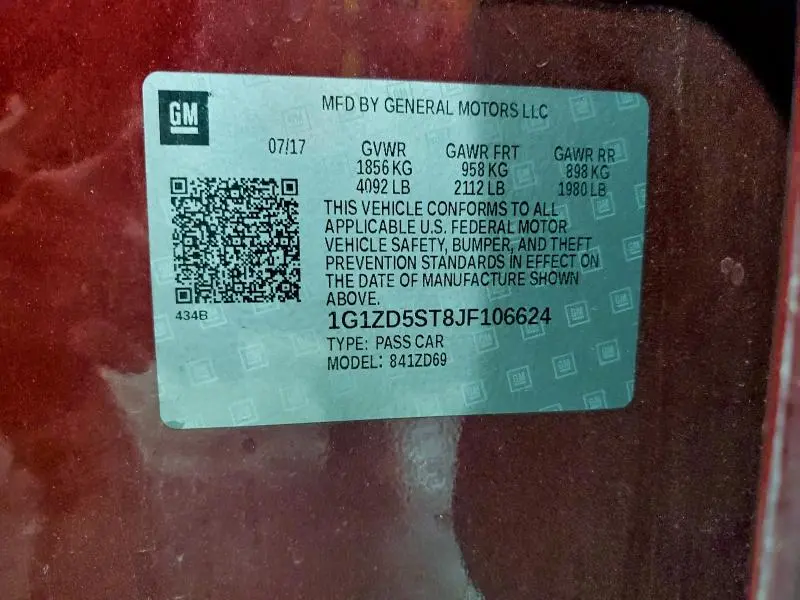 GM
MFD BY GENERAL MOTORS LLC
07/17 GVWR GAWR FRT GAWR RR
1856 KG 958 KG 898 KG
4092 LB 2112 LB 1980 LB
THIS VEHICLE CONFORMS TO ALL
APPLICABLE U.S. FEDERAL MOTOR
VEHICLE SAFETY, BUMPER, AND THEFT
PREVENTION STANDARDS IN EFFECT ON
THE DATE OF MANUFACTURE SHOWN
ABOVE.
434B
1G1ZD5ST8JF106624
TYPE: PASS CAR
MODEL: 841ZD69